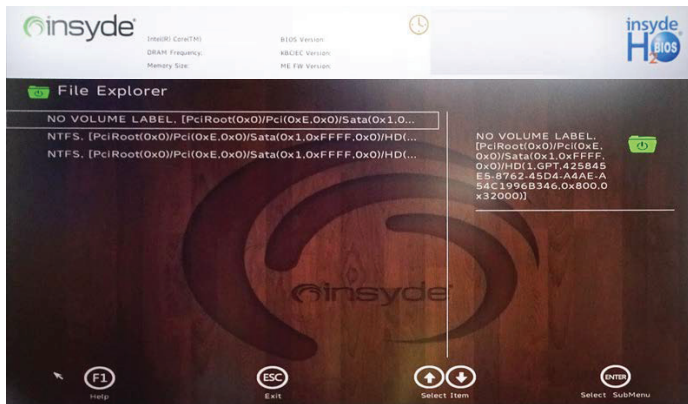 insyde
Intel(R) Core(TM)
DRAM Frequency:
Memory Size:
BIOS Version:
KBC/EC Version:
ME FW Version:
insyde
H2O BIOS
File Explorer
NO VOLUME LABEL, [PciRoot(0x0)/Pci(0xE,0x0)/Sata(0x1,0...
NTFS, [PciRoot(0x0)/Pci(0xE,0x0)/Sata(0x1,0xFFFF,0x0)/HD(...
NTFS, [PciRoot(0x0)/Pci(0xE,0x0)/Sata(0x1,0xFFFF,0x0)/HD(...
NO VOLUME LABEL,
[PciRoot(0x0)/Pci(0xE,
0x0)/Sata(0x1,0xFFFF,
0x0)/HD(1,GPT,425845
E5-8762-45D4-A4AE-A
54C1996B346,0x800,0
x32000)]
insyde
F1
Help
ESC
Exit
Select Item
ENTER
Select SubMenu